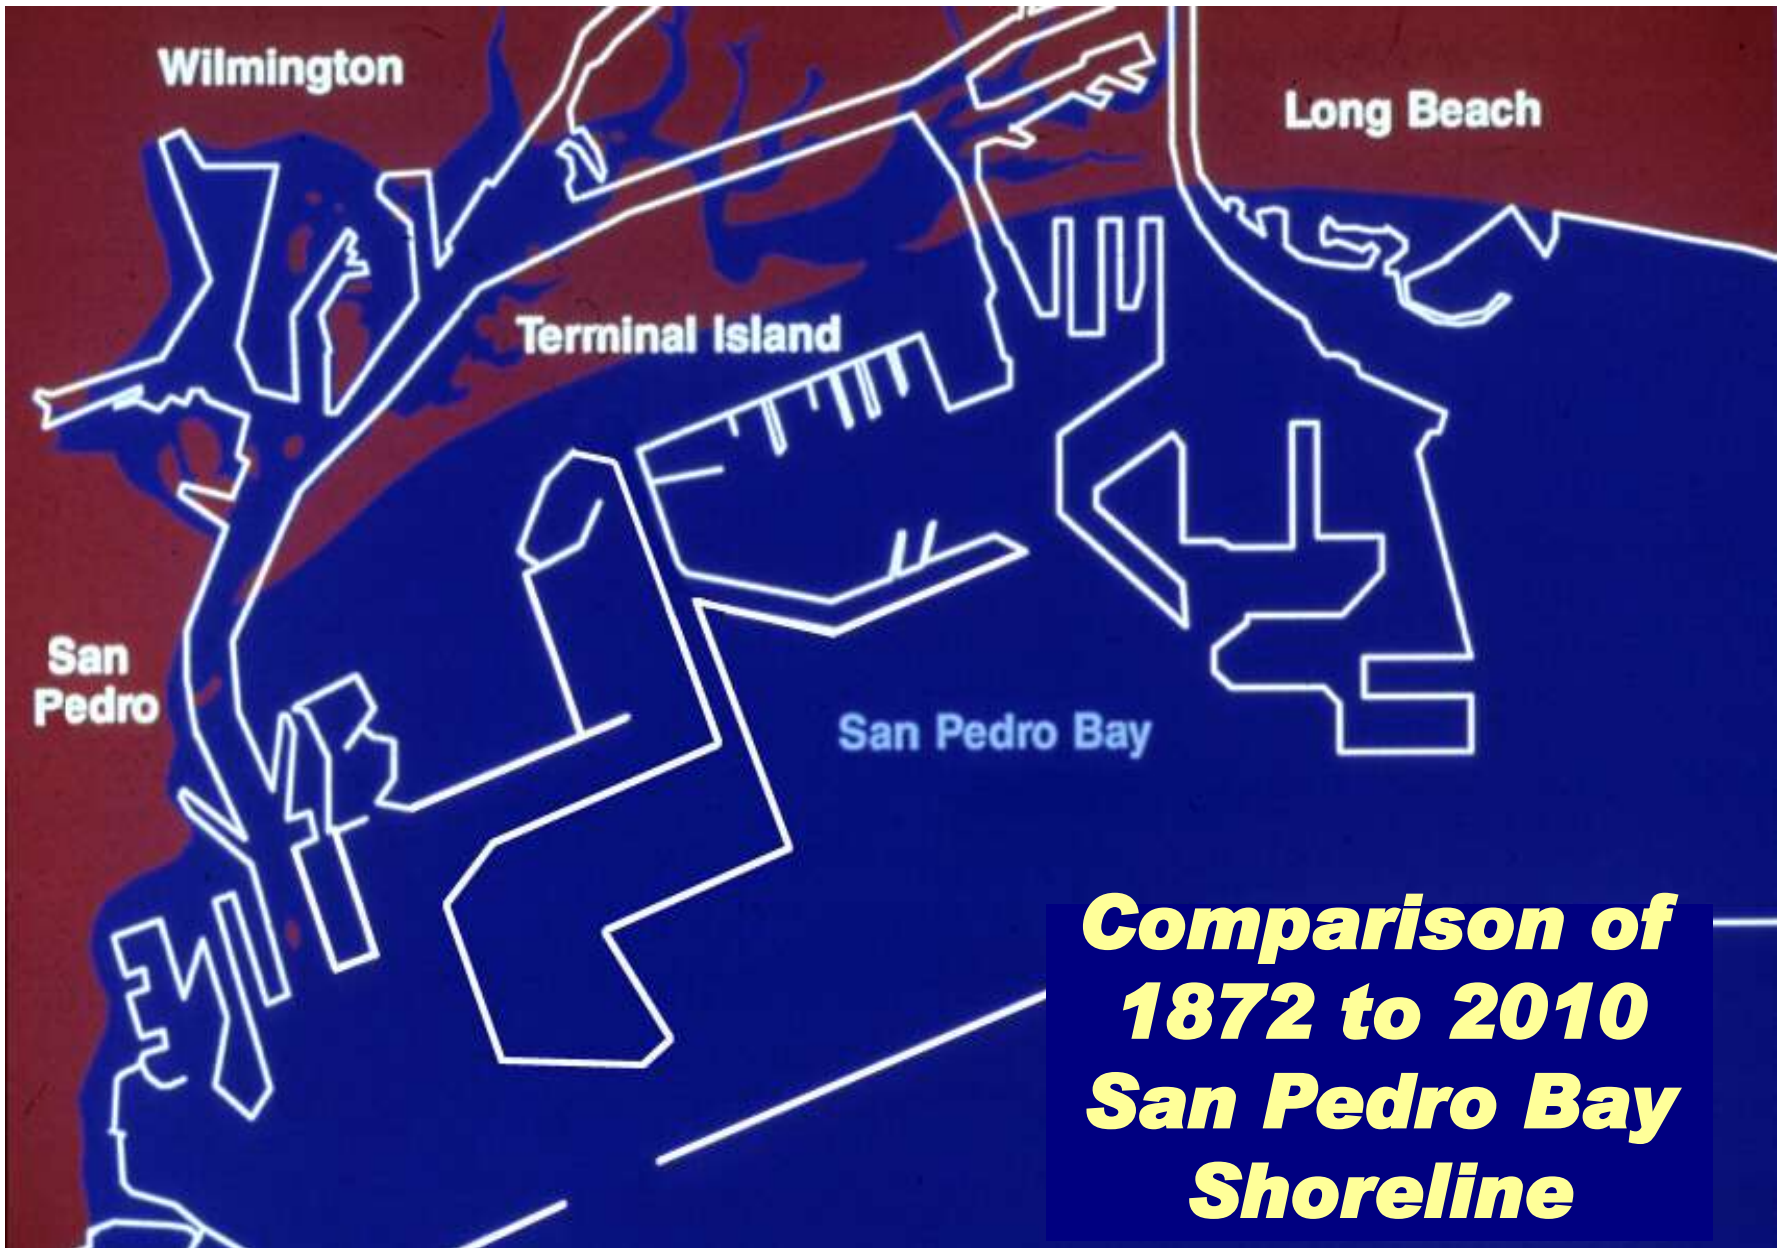 Wilmington
Long Beach
Terminal Island
San
Pedro
San Pedro Bay
Comparison of
1872 to 2010
San Pedro Bay
Shoreline